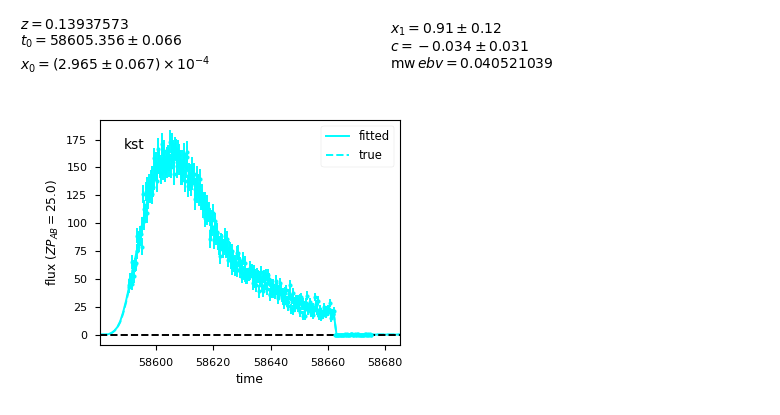 z = 0.13937573
t₀ = 58605.356 ± 0.066
x₀ = (2.965 ± 0.067) × 10⁻⁴
x₁ = 0.91 ± 0.12
c = −0.034 ± 0.031
mw ebv = 0.040521039
kst
fitted
true
175
150
125
100
75
50
25
0
flux (ZP_AB = 25.0)
58600 58620 58640 58660 58680
time